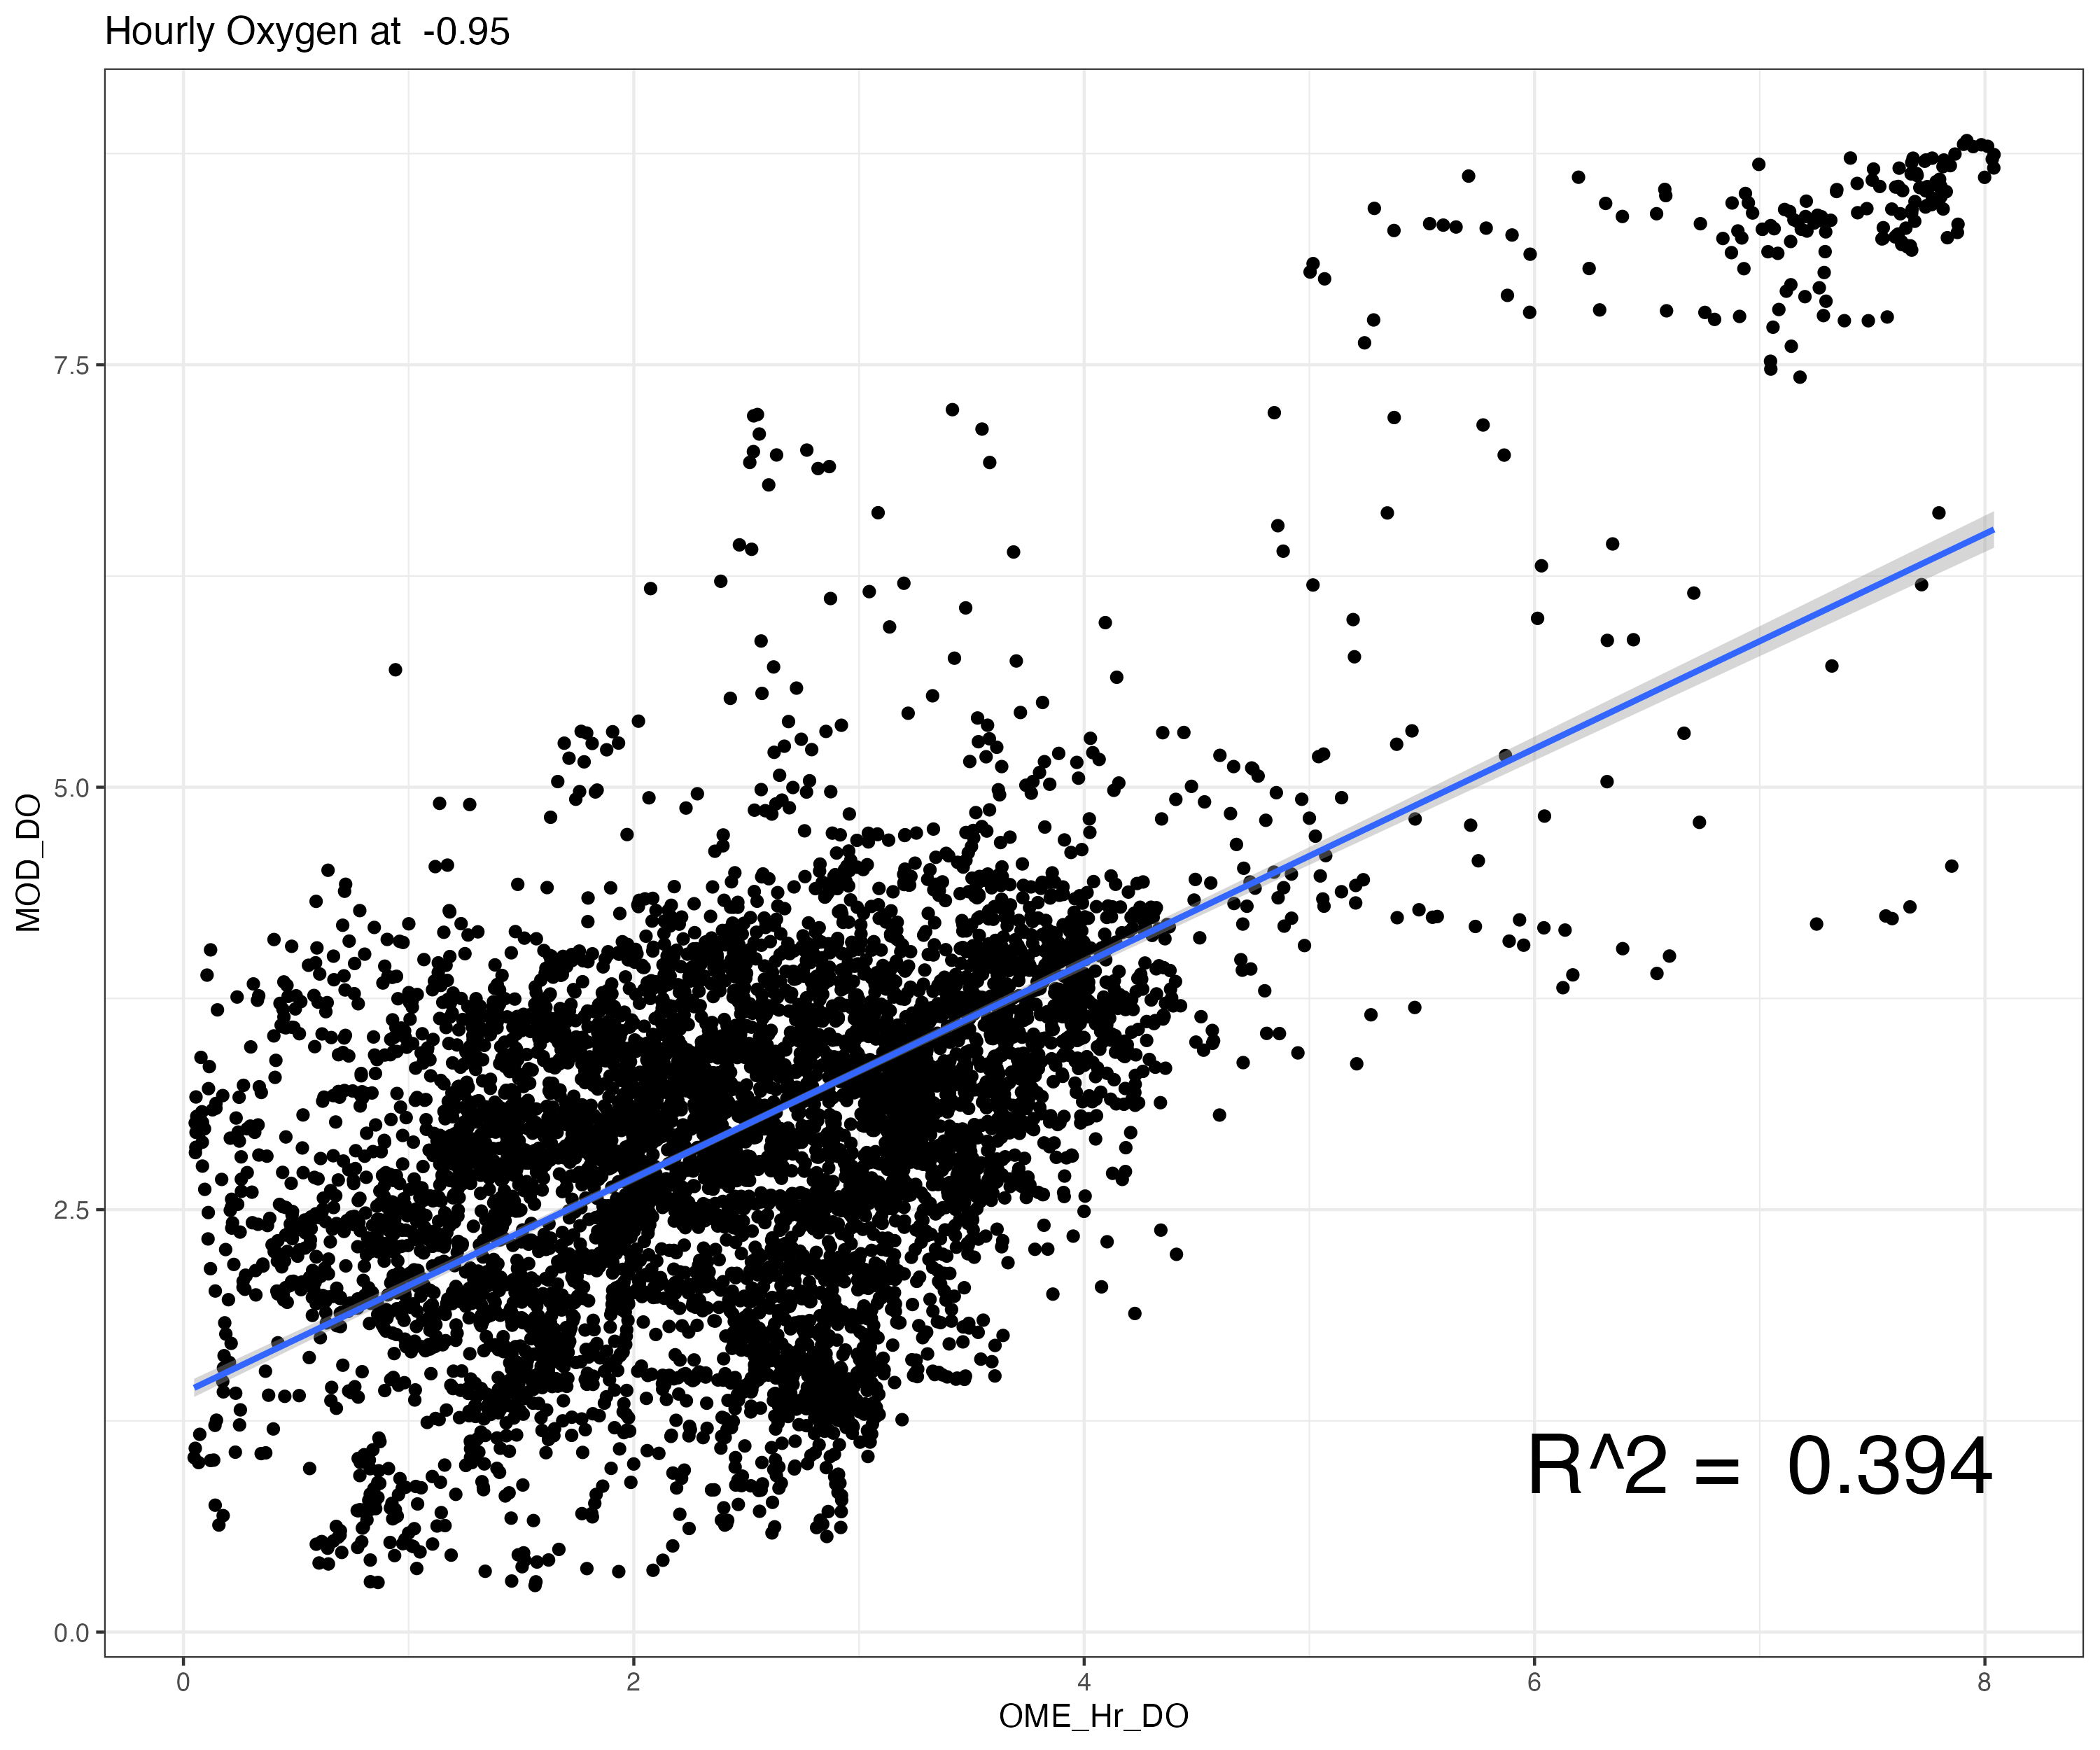 Hourly Oxygen at  -0.95
MOD_DO
7.5
5.0
2.5
0.0
R^2 =  0.394
0 2 4 6 8
OME_Hr_DO